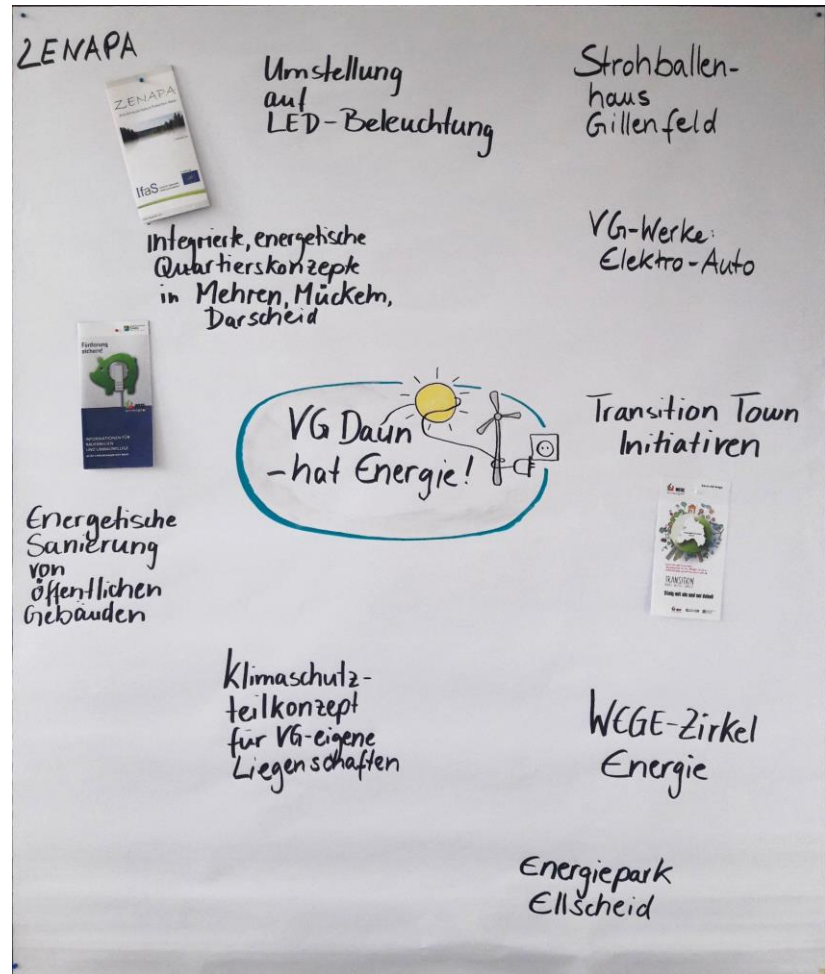 ZENAPA
ZENAPA
IfaS
Umstellung
auf
LED-Beleuchtung
Strohballen-
haus
Gillenfeld
Integrierte, energetische
Quartierskonzepte
in Mehren, Mückeln,
Darscheid
VG-Werke:
Elektro-Auto
Förderung
sichern!
INFORMATIONEN FÜR
VG Daun
-hat Energie!
Transition Town
Initiativen
TRANSITION
Energetische
Sanierung
von
öffentlichen
Gebäuden
Klimaschutz-
teilkonzept
für VG-eigene
Liegenschaften
WEGE-Zirkel
Energie
Energiepark
Ellscheid